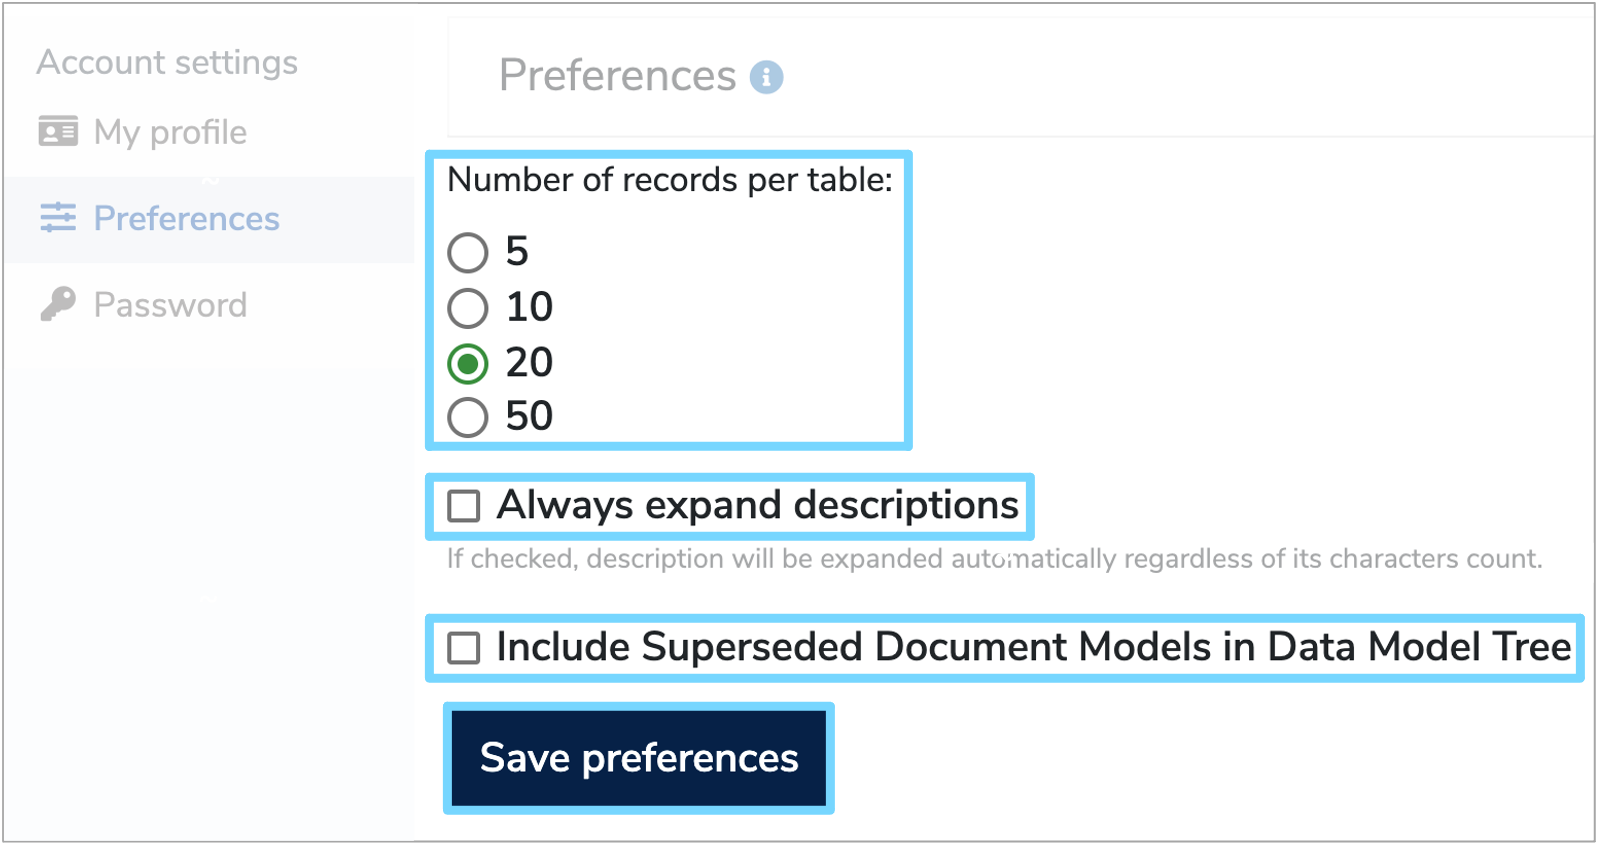 Account settings
My profile
Preferences
Password
Preferences
Number of records per table:
5
10
20
50
Always expand descriptions
If checked, description will be expanded automatically regardless of its characters count.
Include Superseded Document Models in Data Model Tree
Save preferences